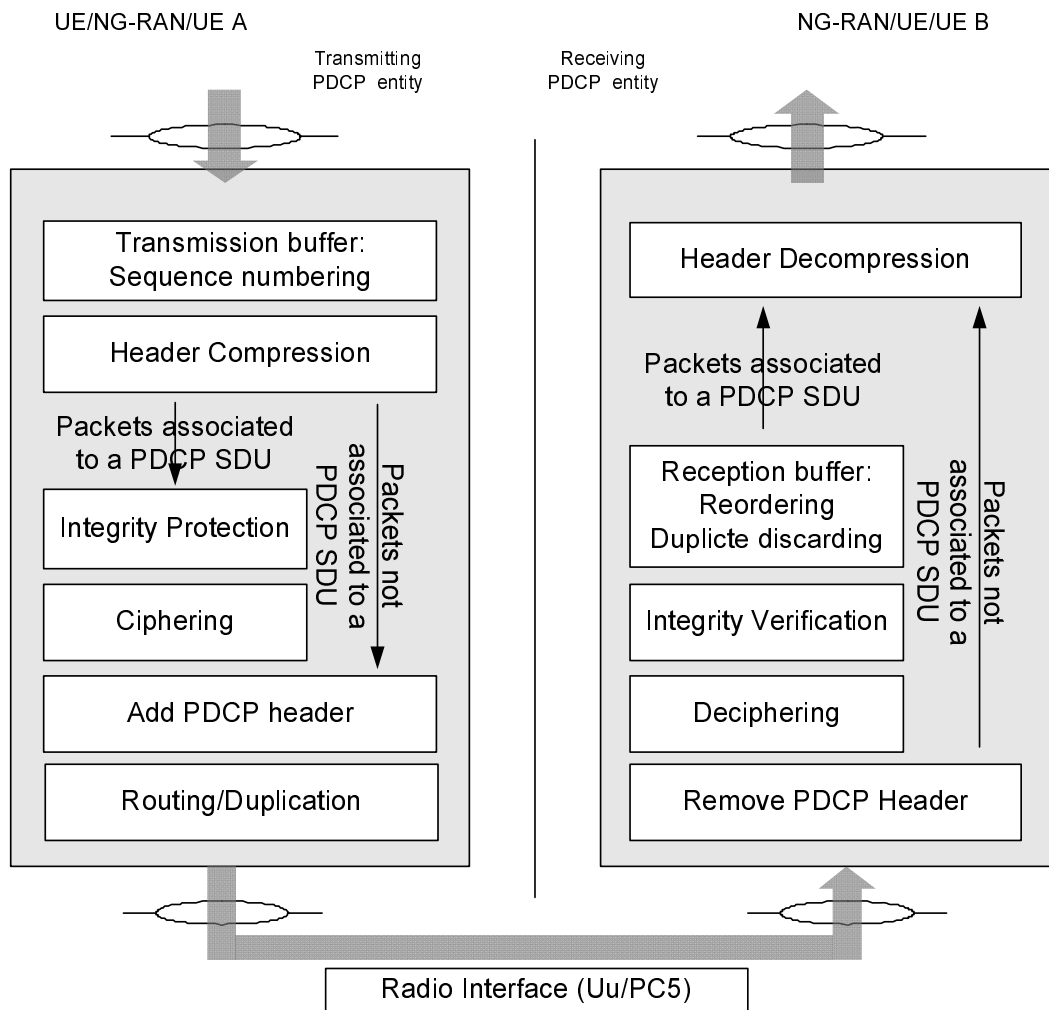 UE/NG-RAN/UE A
NG-RAN/UE/UE B
Transmitting
PDCP entity
Receiving
PDCP entity
Transmission buffer:
Sequence numbering
Header Compression
Packets associated
to a PDCP SDU
Packets not
associated to a
PDCP SDU
Integrity Protection
Ciphering
Add PDCP header
Routing/Duplication
Header Decompression
Packets associated
to a PDCP SDU
Packets not
associated to a
PDCP SDU
Reception buffer:
Reordering
Duplicte discarding
Integrity Verification
Deciphering
Remove PDCP Header
Radio Interface (Uu/PC5)